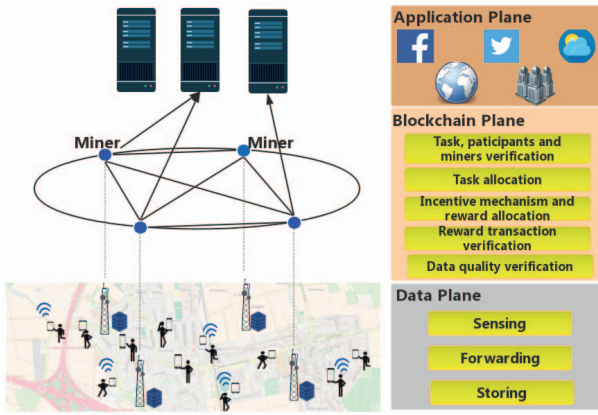 Miner
Miner
Application Plane
Blockchain Plane
Task, paticipants and
miners verification
Task allocation
Incentive mechanism and
reward allocation
Reward transaction
verification
Data quality verification
Data Plane
Sensing
Forwarding
Storing